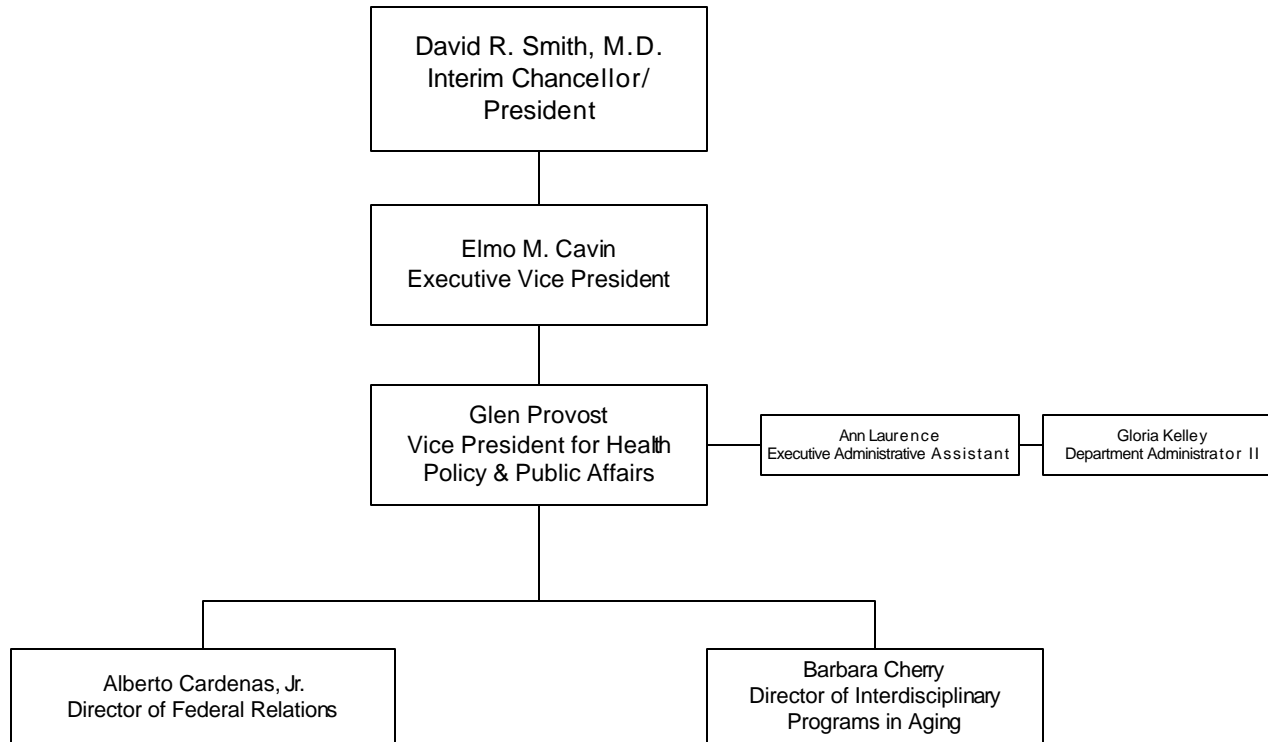 David R. Smith, M.D.
Interim Chancellor/
President
Elmo M. Cavin
Executive Vice President
Glen Provost
Vice President for Health
Policy & Public Affairs
Ann Laurence
Executive Administrative Assistant
Gloria Kelley
Department Administrator II
Alberto Cardenas, Jr.
Director of Federal Relations
Barbara Cherry
Director of Interdisciplinary
Programs in Aging